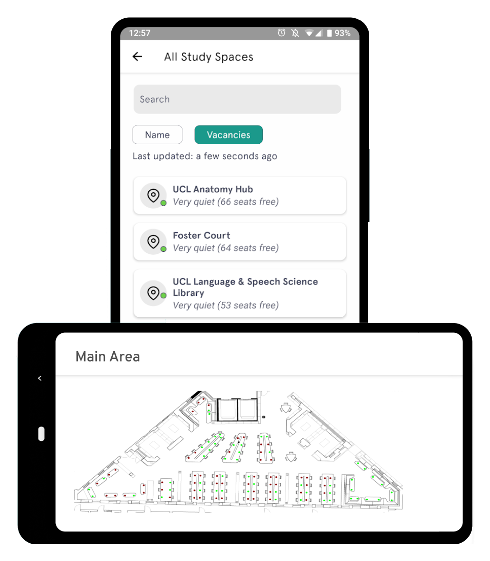 12:57
93%
All Study Spaces
Search
Name
Vacancies
Last updated: a few seconds ago
UCL Anatomy Hub
Very quiet (66 seats free)
Foster Court
Very quiet (64 seats free)
UCL Language & Speech Science
Library
Very quiet (53 seats free)
Main Area